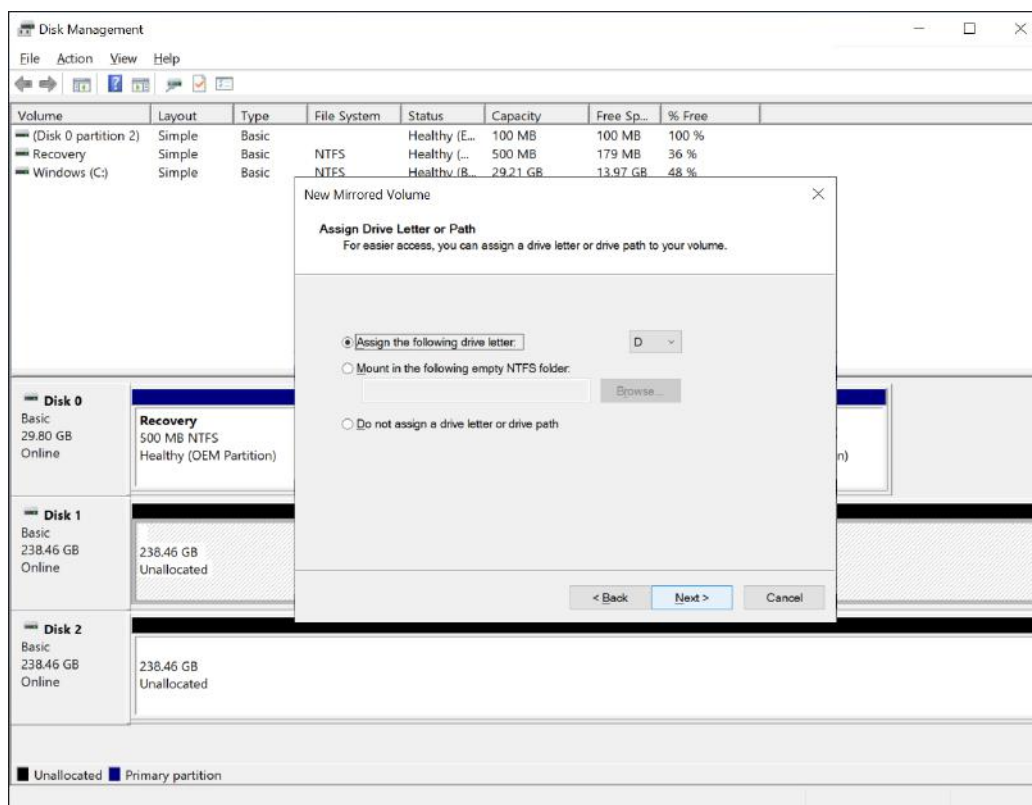 Disk Management
File Action View Help
Volume Layout Type File System Status Capacity Free Sp... % Free
(Disk 0 partition 2) Simple Basic Healthy (E... 100 MB 100 MB 100 %
Recovery Simple Basic NTFS Healthy (... 500 MB 179 MB 36 %
Windows (C:) Simple Basic NTFS Healthy (B... 29.21 GB 13.97 GB 48 %
New Mirrored Volume
Assign Drive Letter or Path
For easier access, you can assign a drive letter or drive path to your volume.
Assign the following drive letter: D
Mount in the following empty NTFS folder:
Browse...
Do not assign a drive letter or drive path
< Back Next > Cancel
Disk 0
Basic
29.80 GB
Online
Recovery
500 MB NTFS
Healthy (OEM Partition)
n)
Disk 1
Basic
238.46 GB
Online
238.46 GB
Unallocated
Disk 2
Basic
238.46 GB
Online
238.46 GB
Unallocated
Unallocated Primary partition